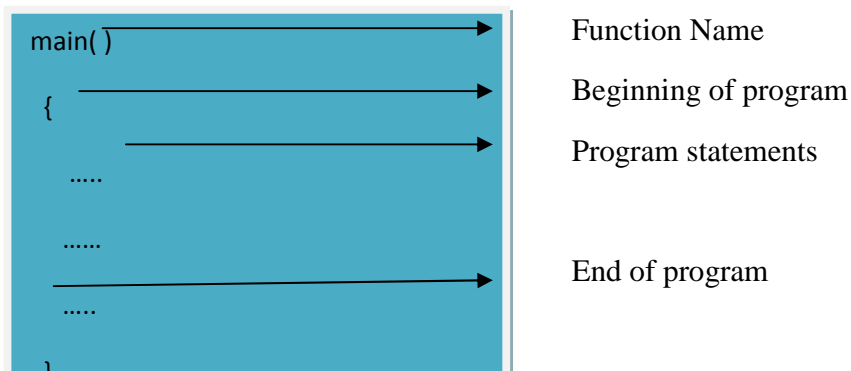 main( ) Function Name
{ Beginning of program
Program statements
…..
……
End of program
…..
}